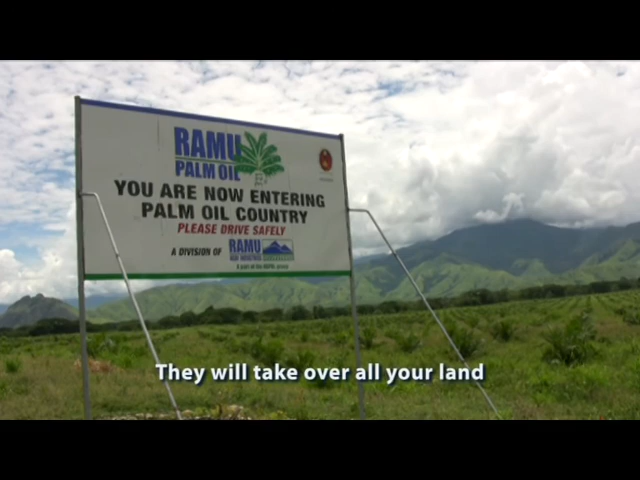 RAMU
PALM OIL
YOU ARE NOW ENTERING
PALM OIL COUNTRY
PLEASE DRIVE SAFELY
A DIVISION OF RAMU
They will take over all your land